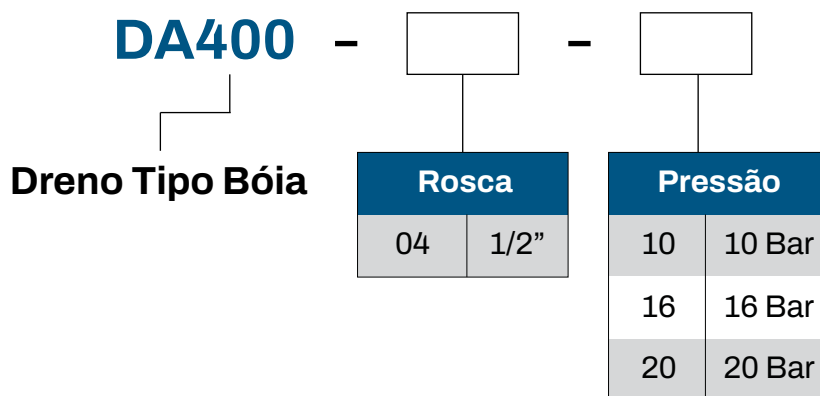 DA400 – –
Dreno Tipo Bóia
Rosca
04 1/2”
Pressão
10 10 Bar
16 16 Bar
20 20 Bar